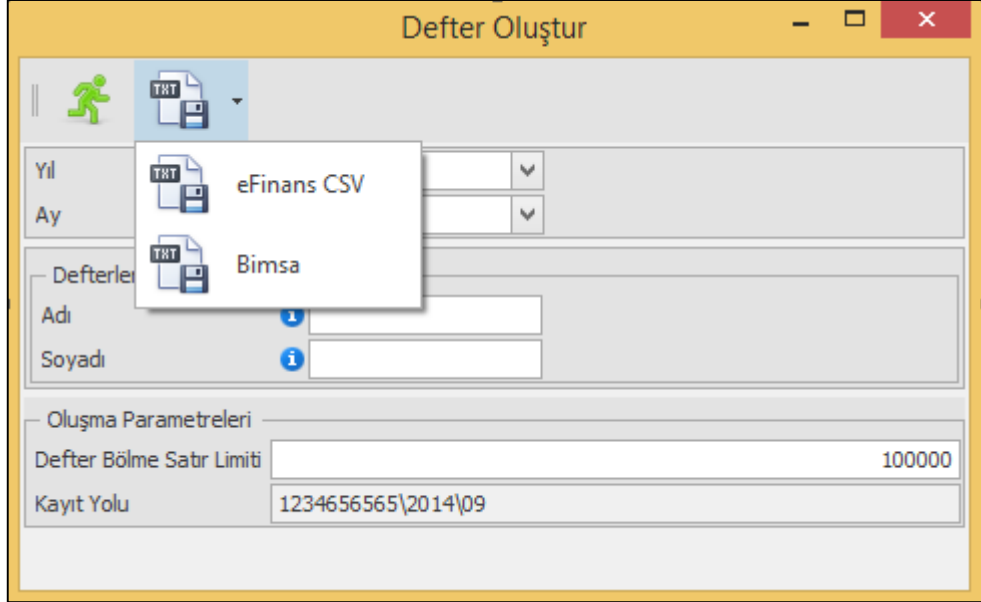 Defter Oluştur
TXT
Yıl
TXT
eFinans CSV
Ay
TXT
Bimsa
Defterle
Adı
Soyadı
Oluşma Parametreleri
Defter Bölme Satır Limiti 100000
Kayıt Yolu 1234656565\2014\09